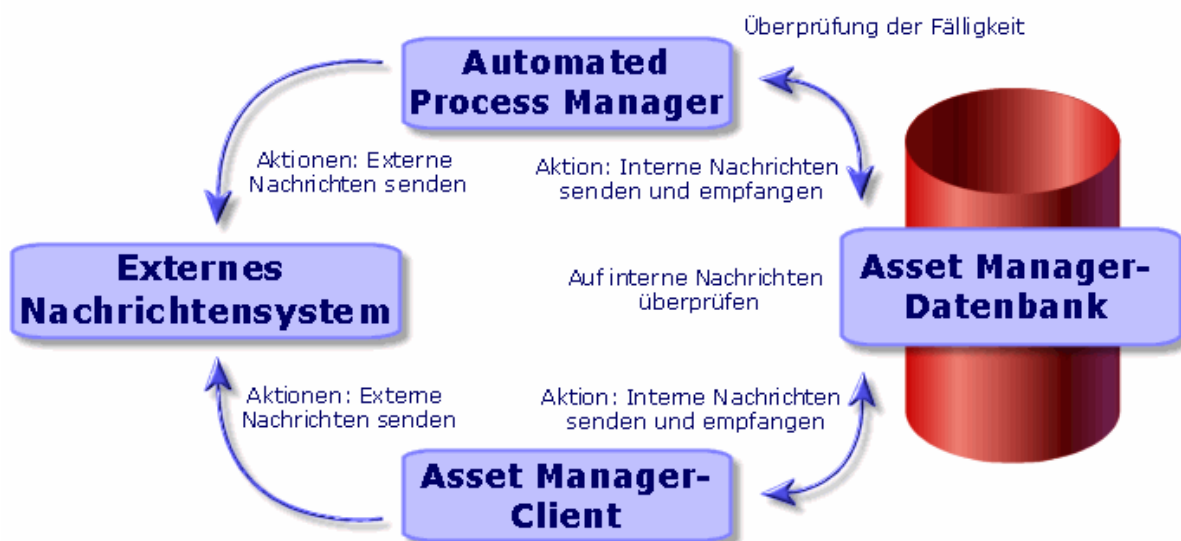 Überprüfung der Fälligkeit
Automated
Process Manager
Aktionen: Externe
Nachrichten senden
Aktion: Interne Nachrichten
senden und empfangen
Externes
Nachrichtensystem
Auf interne Nachrichten
überprüfen
Asset Manager-
Datenbank
Aktionen: Externe
Nachrichten senden
Aktion: Interne Nachrichten
senden und empfangen
Asset Manager-
Client